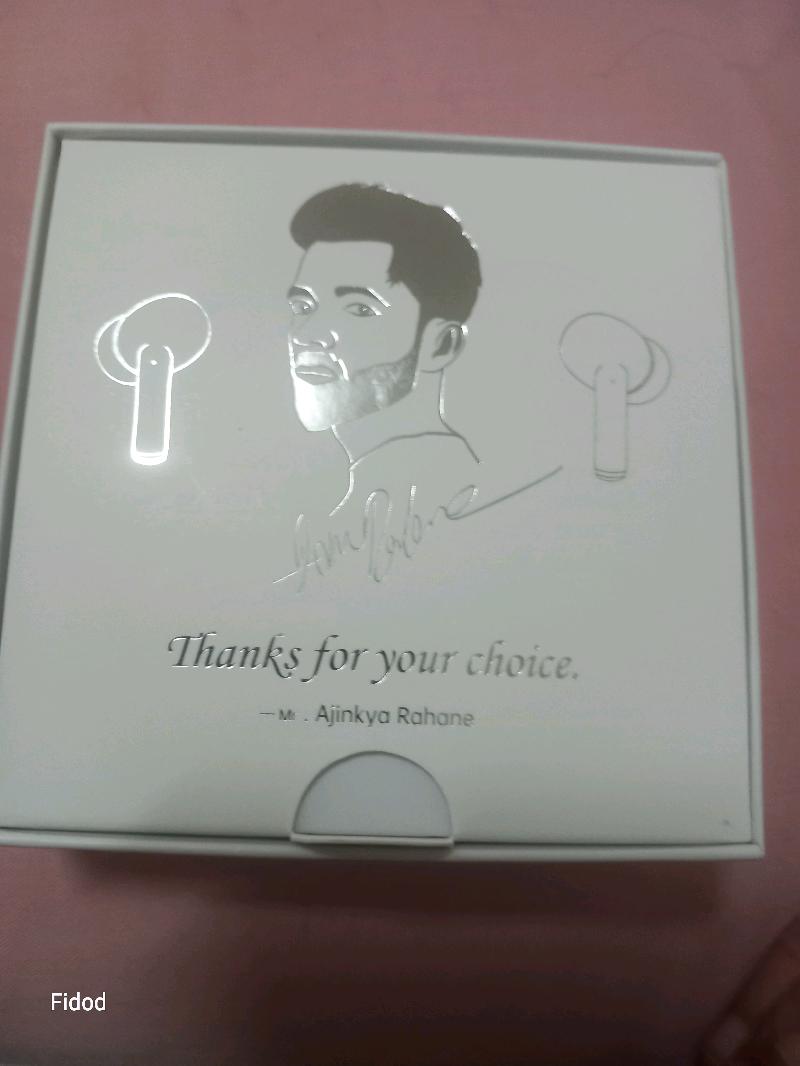 Thanks for your choice.
—Mr. Ajinkya Rahane
Fidod